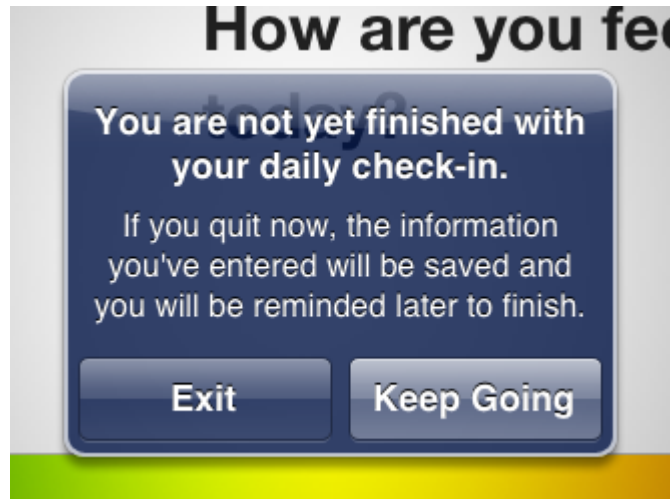 How are you fee
today?
You are not yet finished with
your daily check-in.
If you quit now, the information
you've entered will be saved and
you will be reminded later to finish.
Exit
Keep Going